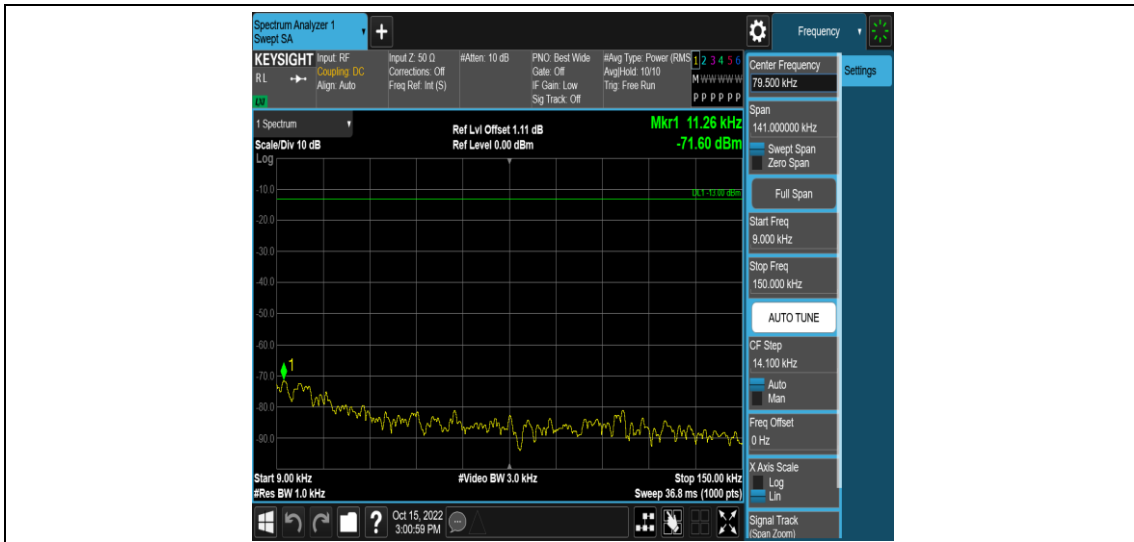 Spectrum Analyzer 1
Swept SA
+
Frequency
KEYSIGHT
RL
LXI
Input: RF
Coupling: DC
Align: Auto
Input Z: 50 Ω
Corrections: Off
Freq Ref: Int (S)
#Atten: 10 dB
PNO: Best Wide
Gate: Off
IF Gain: Low
Sig Track: Off
#Avg Type: Power (RMS
Avg|Hold: 10/10
Trig: Free Run
1 2 3 4 5 6
M W W W W W
P P P P P P
Center Frequency
79.500 kHz
Settings
Span
141.000000 kHz
Swept Span
Zero Span
Full Span
Start Freq
9.000 kHz
Stop Freq
150.000 kHz
AUTO TUNE
CF Step
14.100 kHz
Auto
Man
Freq Offset
0 Hz
X Axis Scale
Log
Lin
Signal Track
(Span Zoom)
1 Spectrum
Scale/Div 10 dB
Log
Ref Lvl Offset 1.11 dB
Ref Level 0.00 dBm
Mkr1 11.26 kHz
-71.60 dBm
DL1 -13.00 dBm
-10.0
-20.0
-30.0
-40.0
-50.0
-60.0
-70.0
-80.0
-90.0
1
Start 9.00 kHz
#Res BW 1.0 kHz
#Video BW 3.0 kHz
Stop 150.00 kHz
Sweep 36.8 ms (1000 pts)
?
Oct 15, 2022
3:00:59 PM